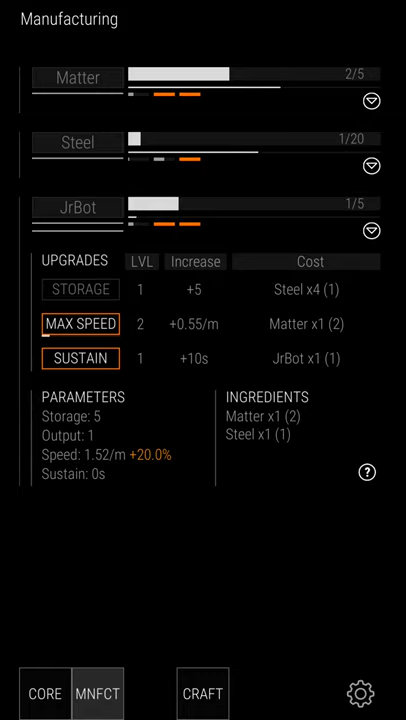 Manufacturing
Matter 2/5
Steel 1/20
JrBot 1/5
UPGRADES LVL Increase Cost
STORAGE 1 +5 Steel x4 (1)
MAX SPEED 2 +0.55/m Matter x1 (2)
SUSTAIN 1 +10s JrBot x1 (1)
PARAMETERS
Storage: 5
Output: 1
Speed: 1.52/m +20.0%
Sustain: 0s
INGREDIENTS
Matter x1 (2)
Steel x1 (1)
?
CORE MNFCT CRAFT